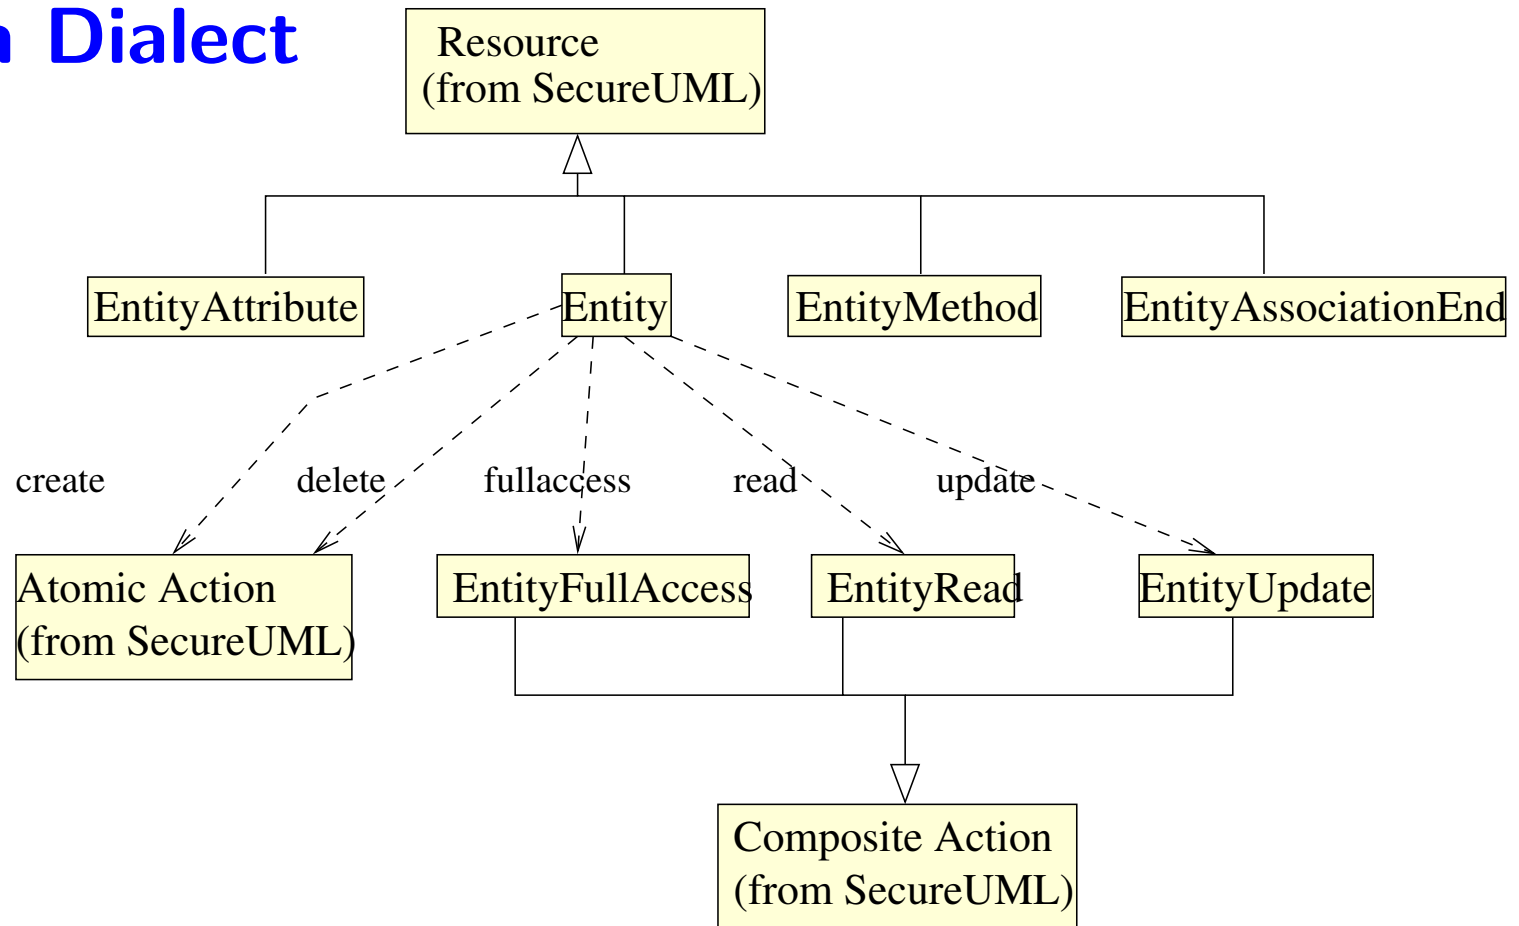 Dialect
Resource
(from SecureUML)
EntityAttribute
Entity
EntityMethod
EntityAssociationEnd
create
delete
fullaccess
read
update
Atomic Action
(from SecureUML)
EntityFullAccess
EntityRead
EntityUpdate
Composite Action
(from SecureUML)